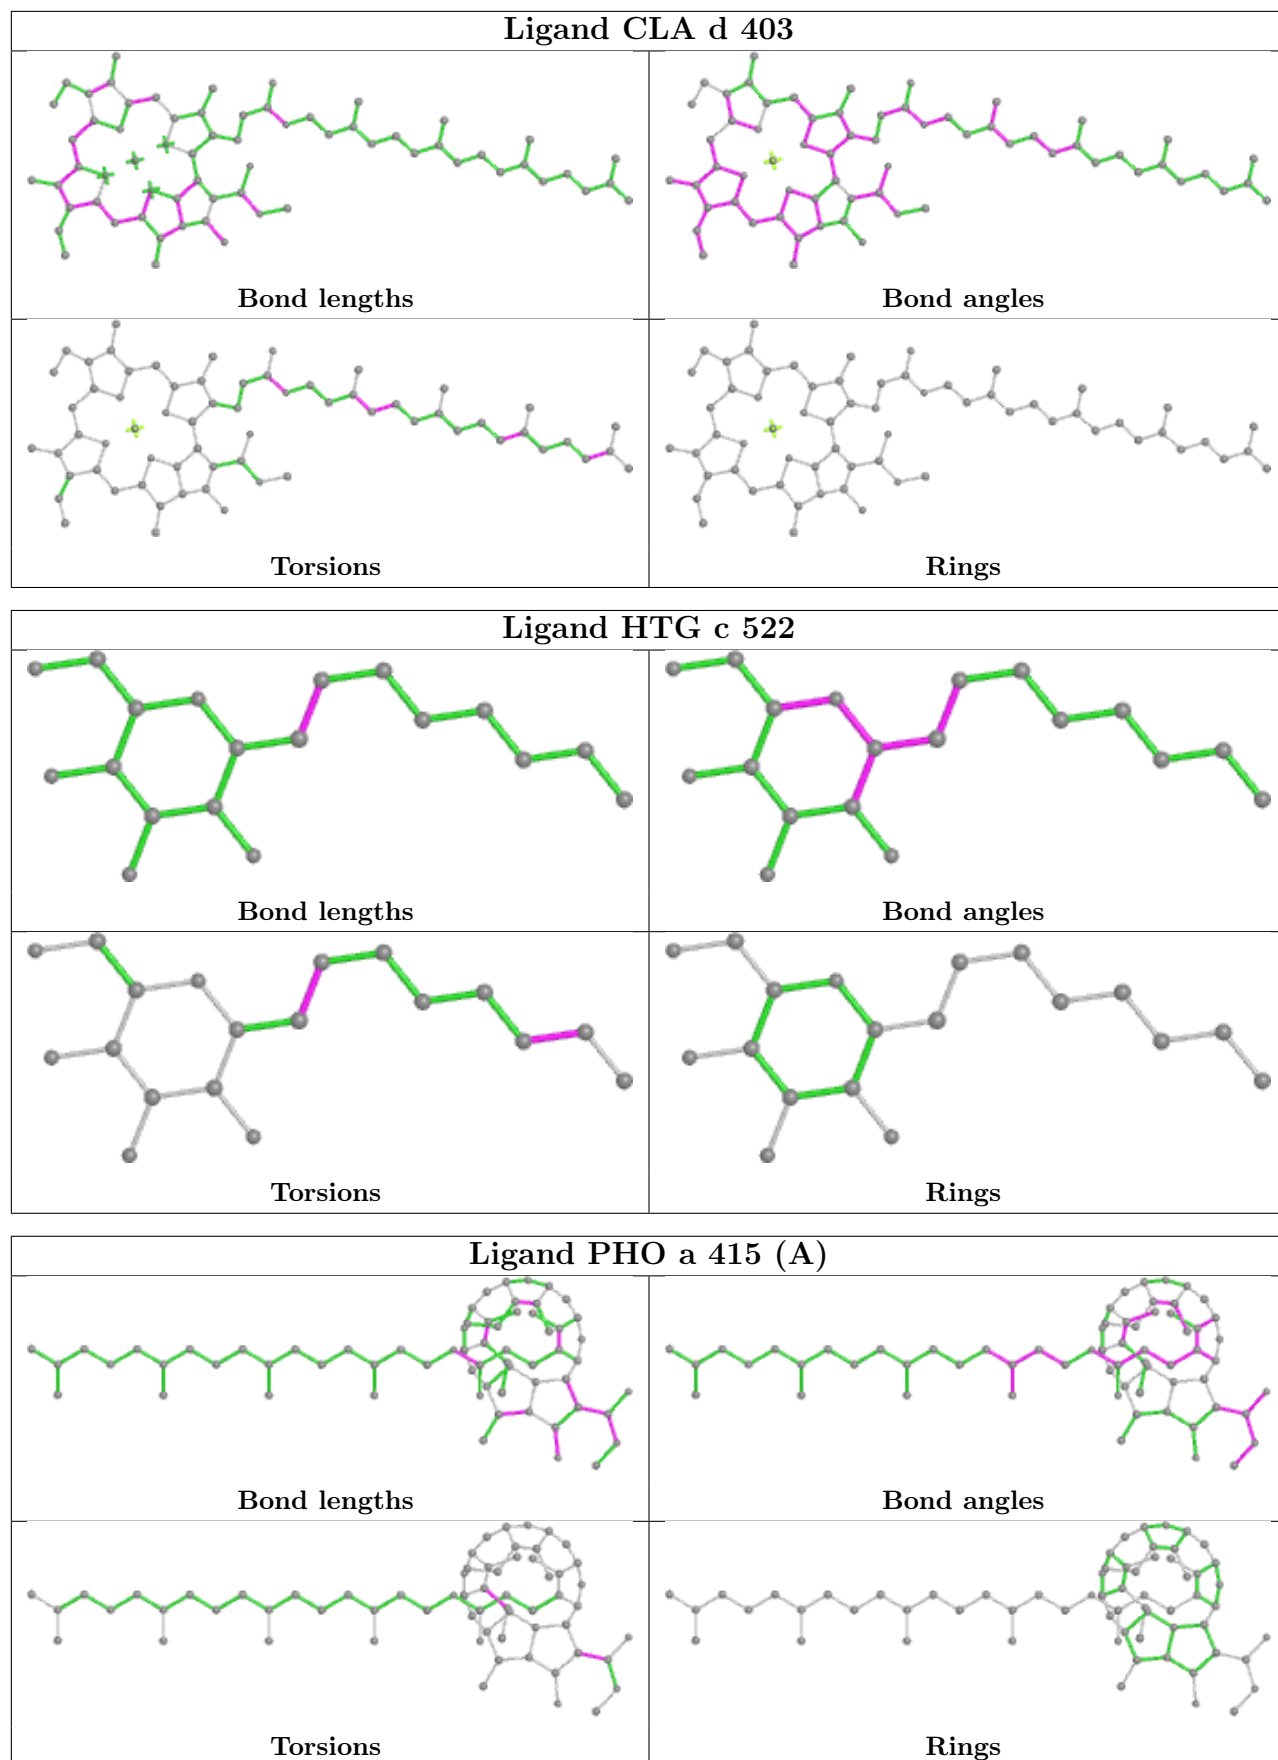 Ligand CLA d 403
Bond lengths
Bond angles
Torsions
Rings
Ligand HTG c 522
Bond lengths
Bond angles
Torsions
Rings
Ligand PHO a 415 (A)
Bond lengths
Bond angles
Torsions
Rings